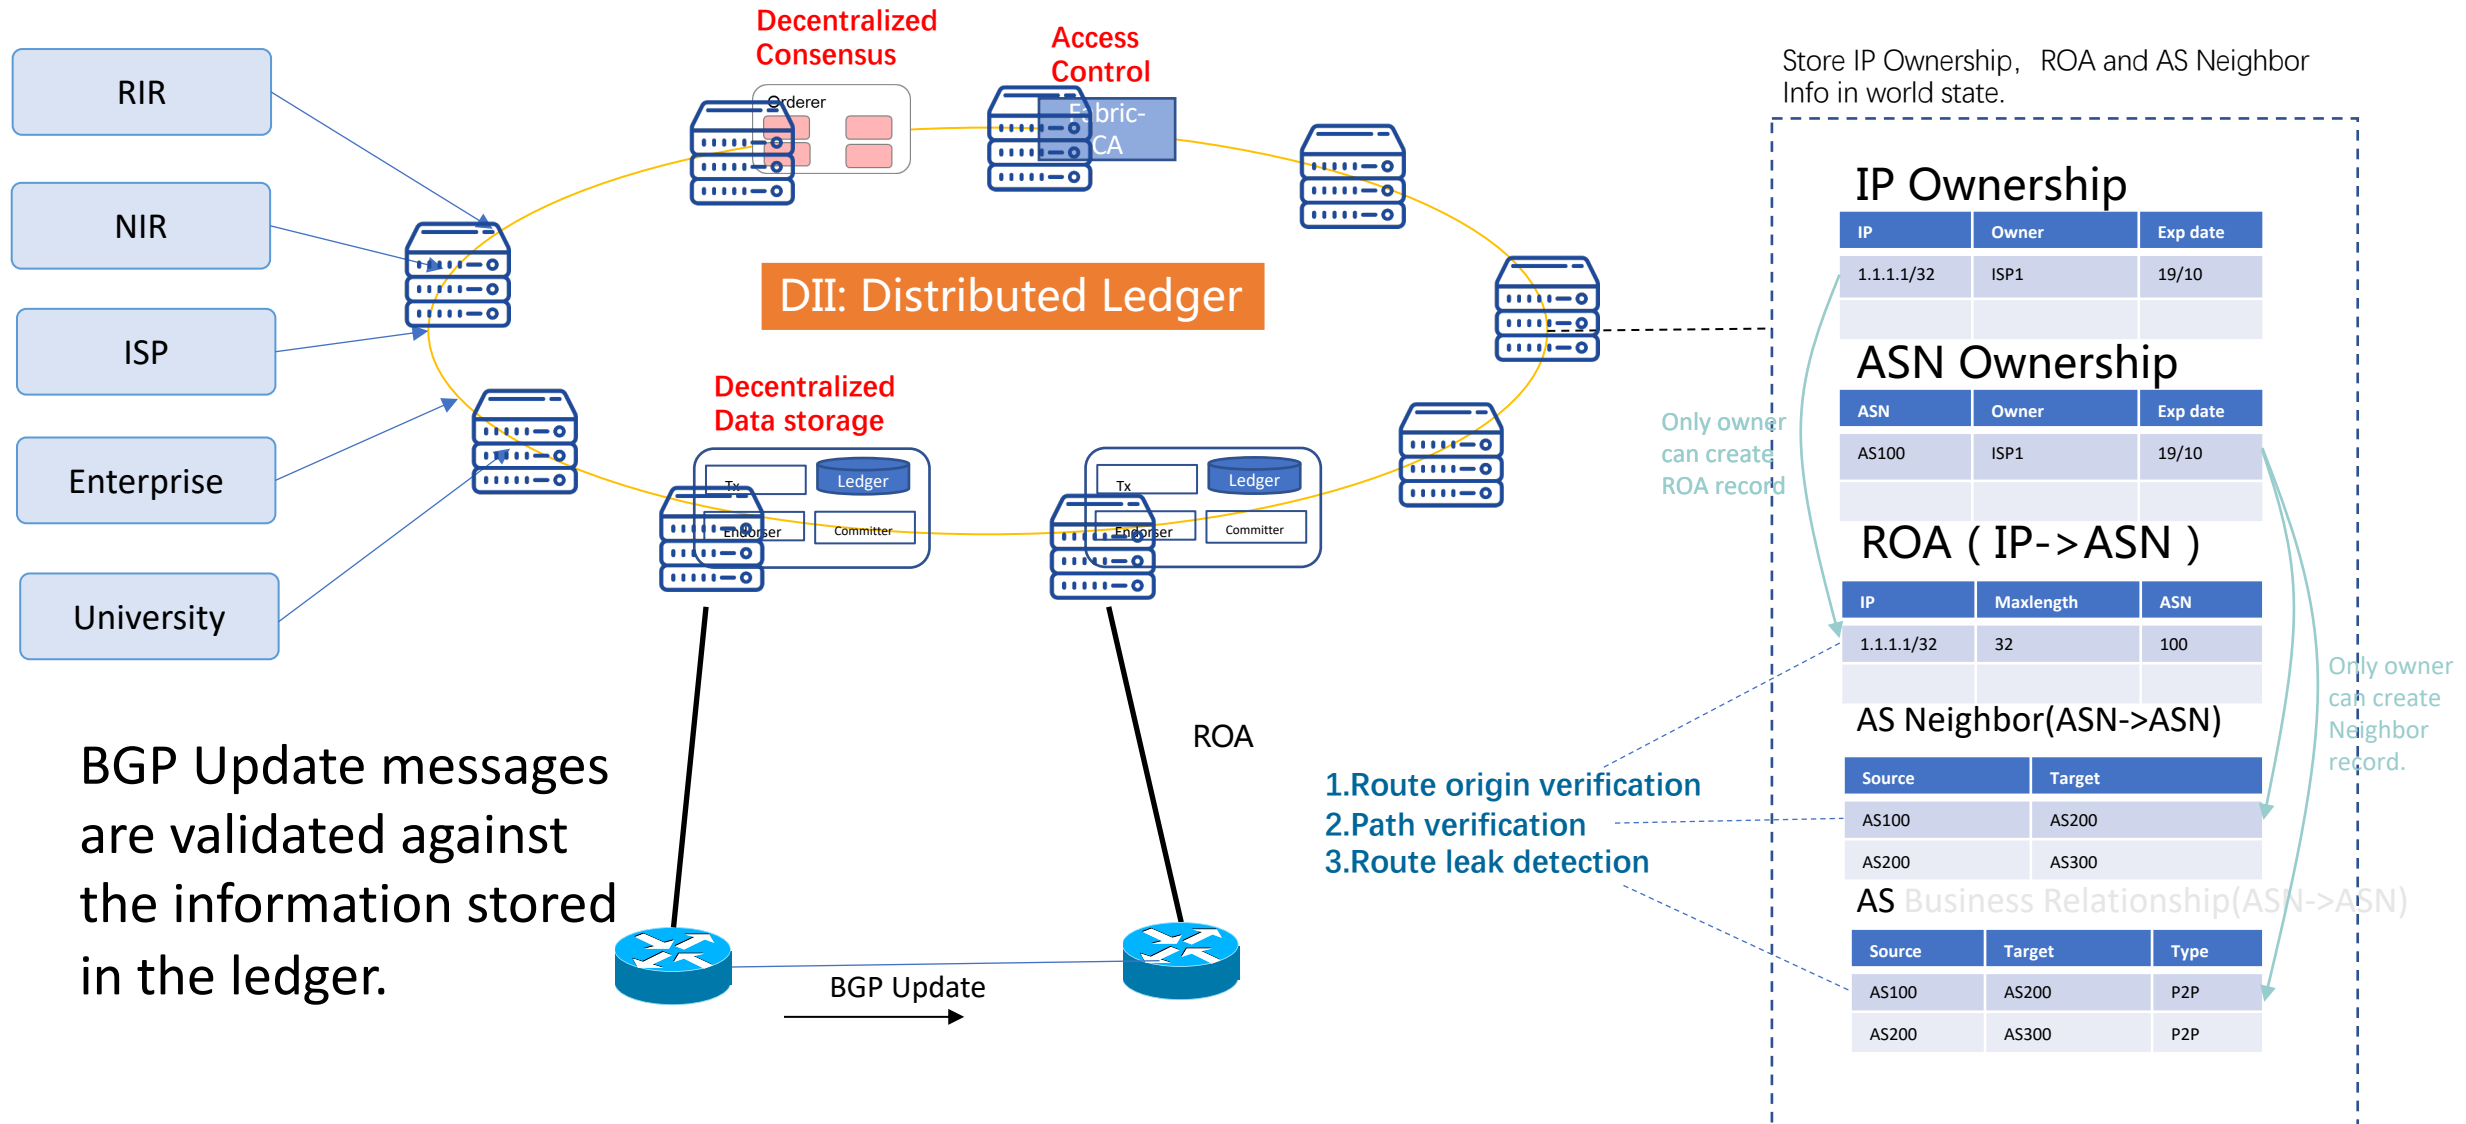 RIR
NIR
ISP
Enterprise
University
BGP Update messages
are validated against
the information stored
in the ledger.
Decentralized
Consensus
Orderer
Access
Control
Fabric-
CA
DII: Distributed Ledger
Decentralized
Data storage
Tx
Ledger
Endorser
Committer
Tx
Ledger
Endorser
Committer
ROA
BGP Update
1.Route origin verification
2.Path verification
3.Route leak detection
Store IP Ownership,   ROA and AS Neighbor
Info in world state.
IP Ownership
IP Owner Exp date
1.1.1.1/32 ISP1 19/10
ASN Ownership
ASN Owner Exp date
AS100 ISP1 19/10
ROA ( IP->ASN )
IP Maxlength ASN
1.1.1.1/32 32 100
AS Neighbor(ASN->ASN)
Source Target
AS100 AS200
AS200 AS300
AS Business Relationship(ASN->ASN)
Source Target Type
AS100 AS200 P2P
AS200 AS300 P2P
Only owner
can create
ROA record
Only owner
can create
Neighbor
record.